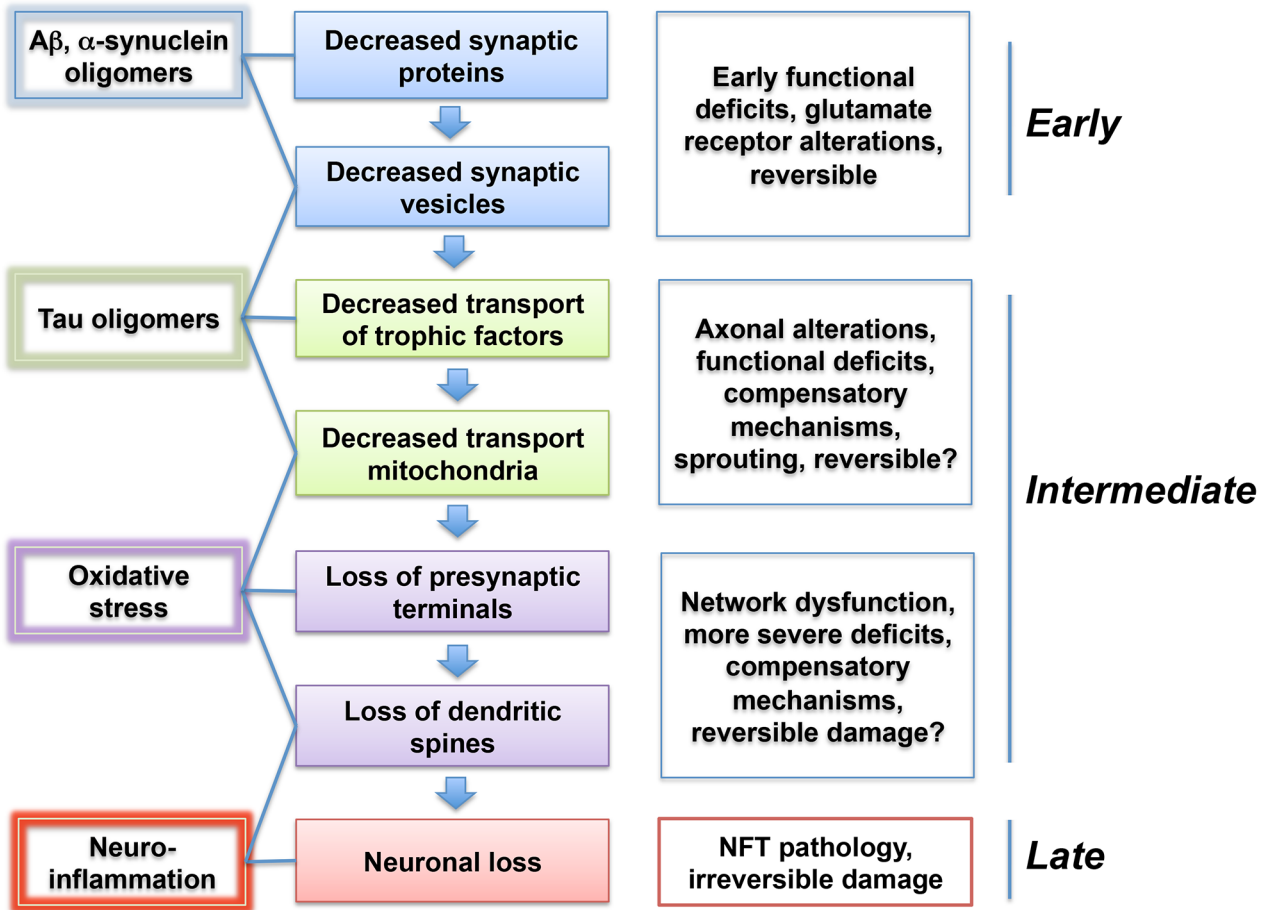 Aβ, α-synuclein
oligomers
Decreased synaptic
proteins
Early functional
deficits, glutamate
receptor alterations,
reversible
Early
Decreased synaptic
vesicles
Tau oligomers
Decreased transport
of trophic factors
Axonal alterations,
functional deficits,
compensatory
mechanisms,
sprouting, reversible?
Intermediate
Decreased transport
mitochondria
Oxidative
stress
Loss of presynaptic
terminals
Network dysfunction,
more severe deficits,
compensatory
mechanisms,
reversible damage?
Loss of dendritic
spines
Neuro-
inflammation
Neuronal loss
NFT pathology,
irreversible damage
Late